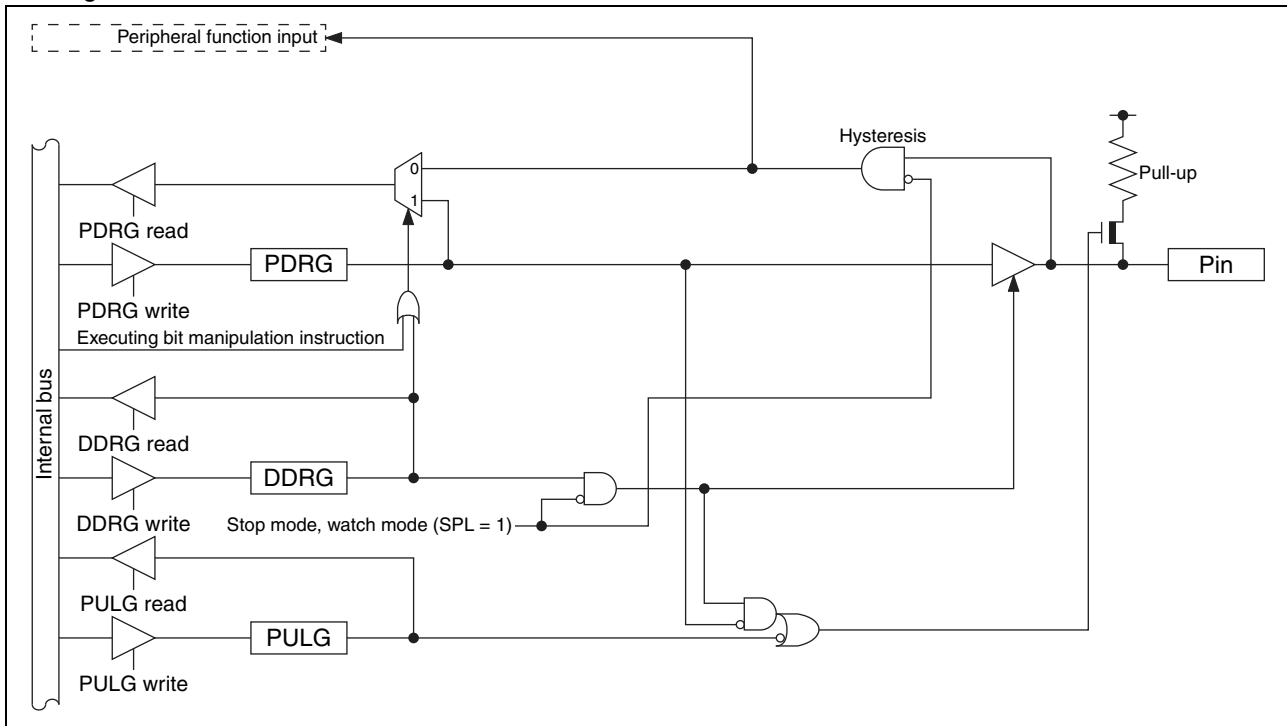 Peripheral function input
Hysteresis
0
Pull-up
1
PDRG read
PDRG
Pin
PDRG write
Executing bit manipulation instruction
Internal bus
DDRG read
DDRG
DDRG write
Stop mode, watch mode (SPL = 1)
PULG read
PULG
PULG write